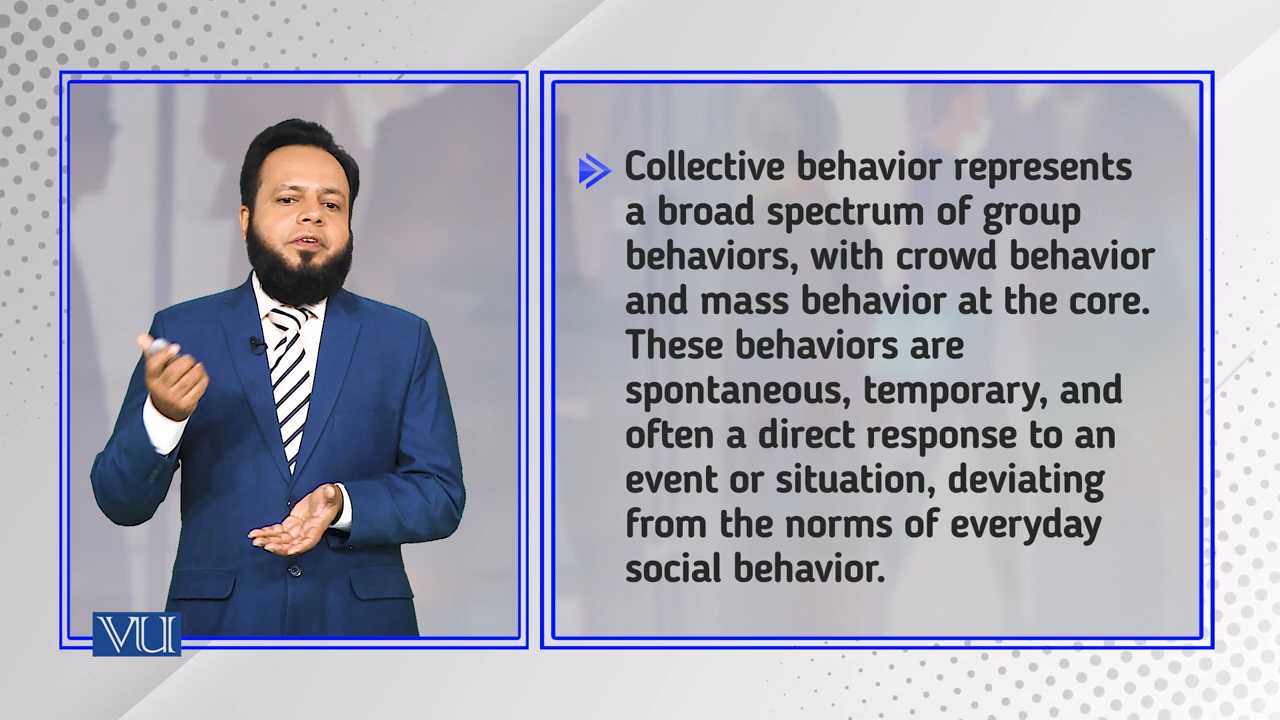 Collective behavior represents
a broad spectrum of group
behaviors, with crowd behavior
and mass behavior at the core.
These behaviors are
spontaneous, temporary, and
often a direct response to an
event or situation, deviating
from the norms of everyday
social behavior.
VU